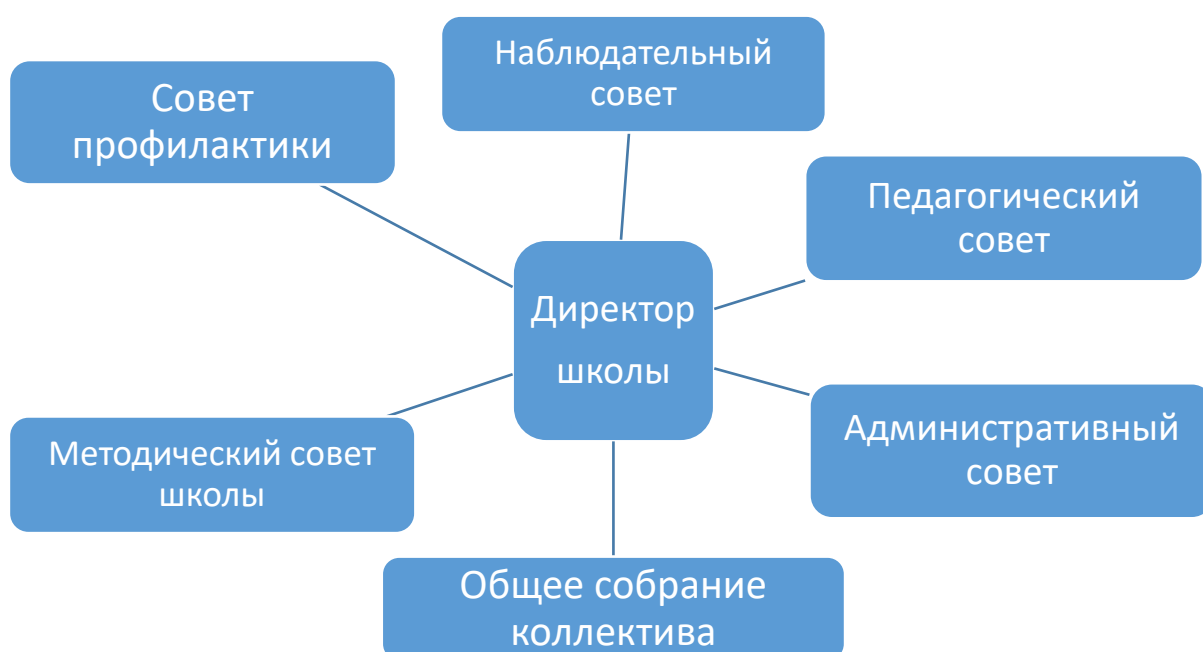 Наблюдательный
совет
Совет
профилактики
Педагогический
совет
Директор
школы
Административный
совет
Методический совет
школы
Общее собрание
коллектива